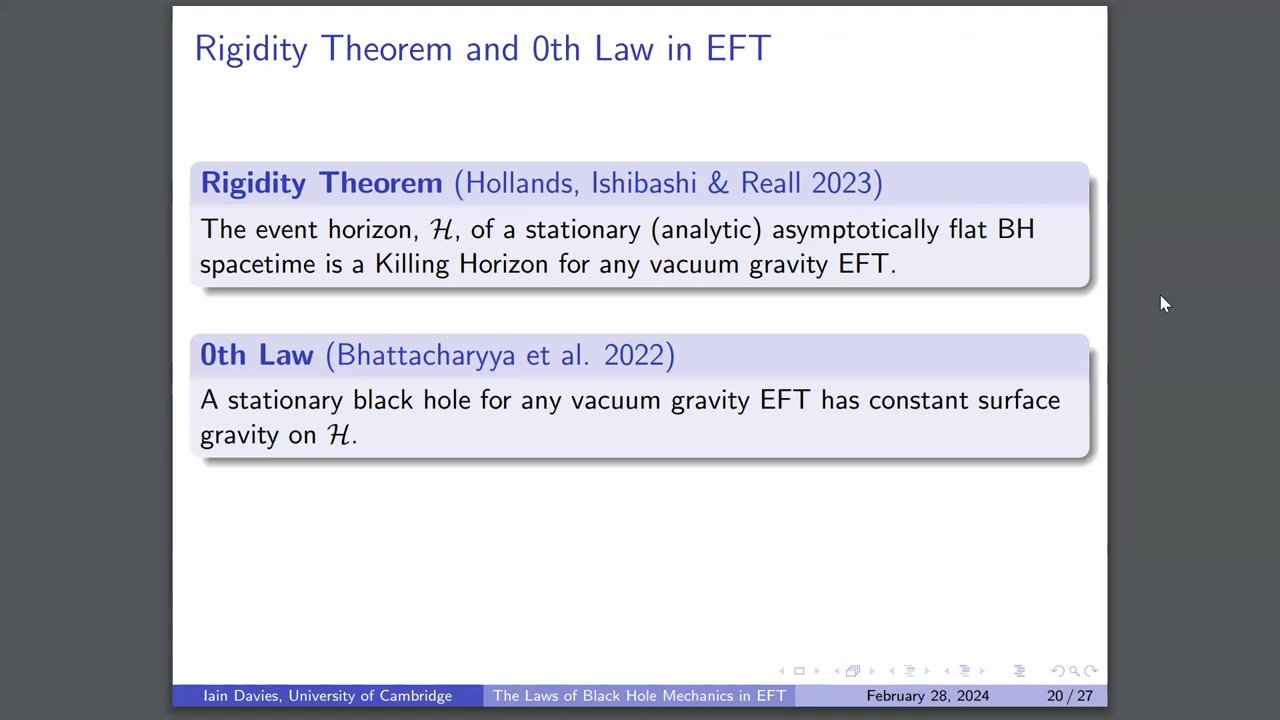 Rigidity Theorem and 0th Law in EFT
Rigidity Theorem (Hollands, Ishibashi & Reall 2023)
The event horizon, ℋ, of a stationary (analytic) asymptotically flat BH
spacetime is a Killing Horizon for any vacuum gravity EFT.
0th Law (Bhattacharyya et al. 2022)
A stationary black hole for any vacuum gravity EFT has constant surface
gravity on ℋ.
Iain Davies, University of Cambridge The Laws of Black Hole Mechanics in EFT February 28, 2024 20 / 27